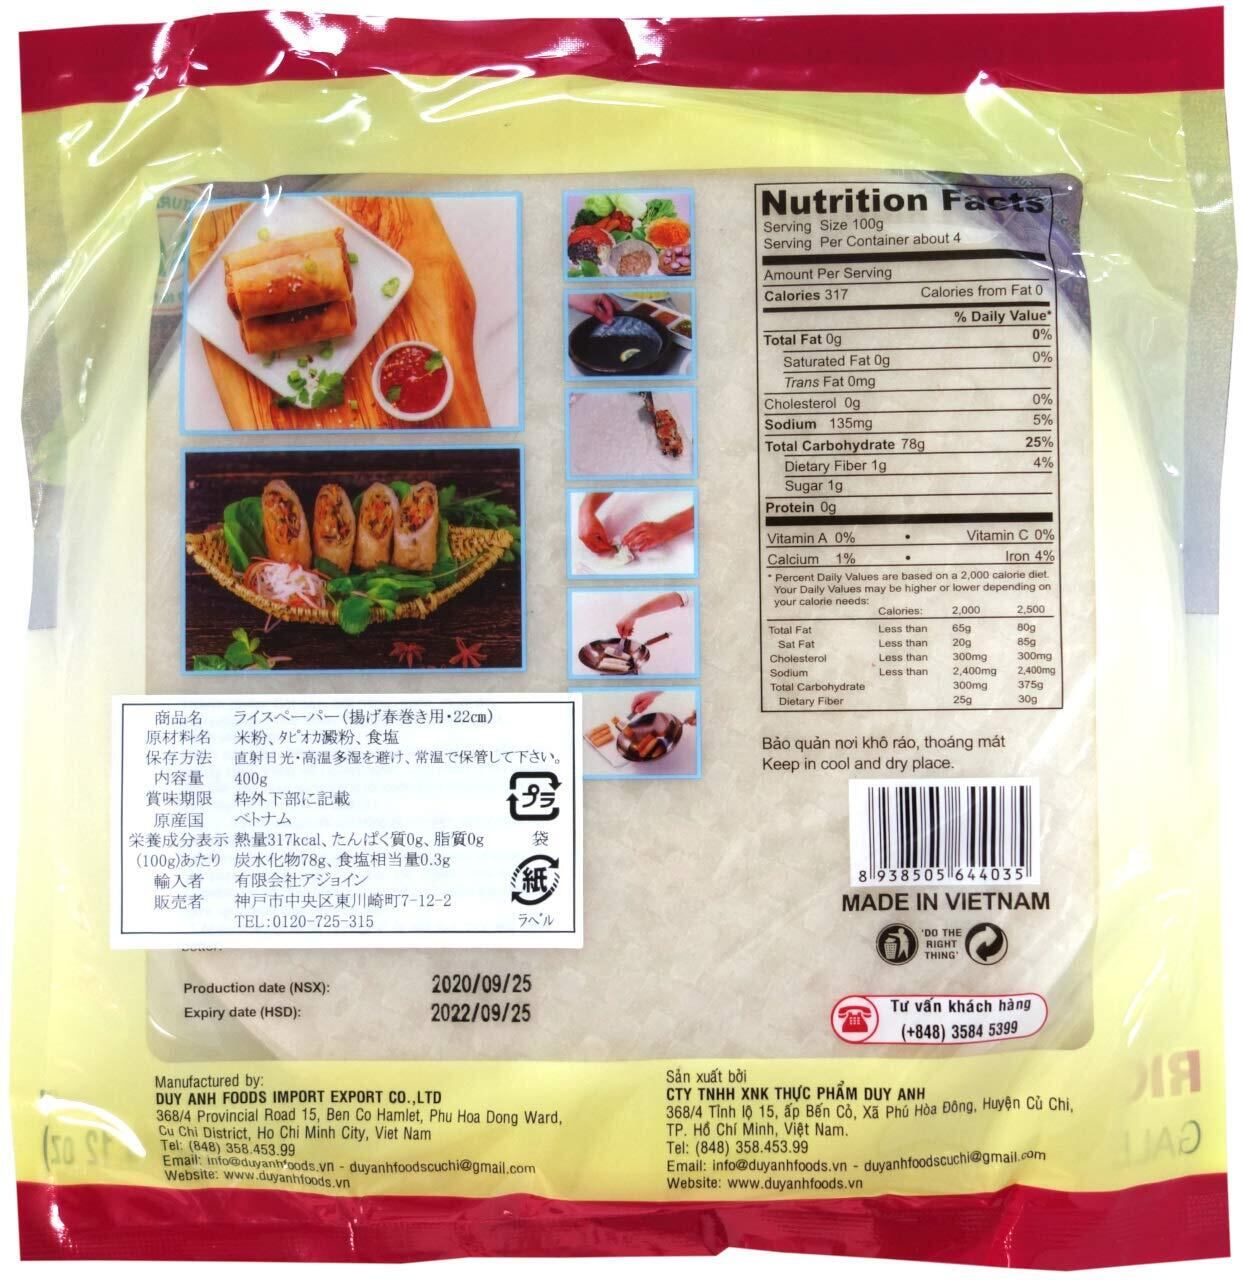 Nutrition Facts
Serving Size 100g
Serving Per Container about 4
Amount Per Serving
Calories 317 Calories from Fat 0
% Daily Value*
Total Fat 0g 0%
Saturated Fat 0g 0%
Trans Fat 0mg
Cholesterol 0g 0%
Sodium 135mg 5%
Total Carbohydrate 78g 25%
Dietary Fiber 1g 4%
Sugar 1g
Protein 0g
Vitamin A 0% • Vitamin C 0%
Calcium 1% • Iron 4%
* Percent Daily Values are based on a 2,000 calorie diet.
Your Daily Values may be higher or lower depending on
your calorie needs:
Calories: 2,000 2,500
Total Fat Less than 65g 80g
Sat Fat Less than 20g 85g
Cholesterol Less than 300mg 300mg
Sodium Less than 2,400mg 2,400mg
Total Carbohydrate 300mg 375g
Dietary Fiber 25g 30g
Bảo quản nơi khô ráo, thoáng mát
Keep in cool and dry place.
8 938505 644035
MADE IN VIETNAM
'DO THE
RIGHT
THING'
Tư vấn khách hàng
(+848) 3584 5399
商品名 ライスペーパー(揚げ春巻き用・22cm)
原材料名 米粉、タピオカ澱粉、食塩
保存方法 直射日光・高温多湿を避け、常温で保管して下さい。
内容量 400g
賞味期限 枠外下部に記載
原産国 ベトナム
栄養成分表示 熱量317kcal、たんぱく質0g、脂質0g
(100g)あたり 炭水化物78g、食塩相当量0.3g
輸入者 有限会社アジョイン
販売者 神戸市中央区東川崎町7-12-2
TEL:0120-725-315
プラ
袋
紙
ラベル
Production date (NSX): 2020/09/25
Expiry date (HSD): 2022/09/25
Manufactured by:
DUY ANH FOODS IMPORT EXPORT CO.,LTD
368/4 Provincial Road 15, Ben Co Hamlet, Phu Hoa Dong Ward,
Cu Chi District, Ho Chi Minh City, Viet Nam
Tel: (848) 358.453.99
Email: info@duyanhfoods.vn - duyanhfoodscuchi@gmail.com
Website: www.duyanhfoods.vn
Sản xuất bởi
CTY TNHH XNK THỰC PHẨM DUY ANH
368/4 Tỉnh lộ 15, ấp Bến Cỏ, Xã Phú Hòa Đông, Huyện Củ Chi,
TP. Hồ Chí Minh, Việt Nam.
Tel: (848) 358.453.99
Email: info@duyanhfoods.vn - duyanhfoodscuchi@gmail.com
Website: www.duyanhfoods.vn